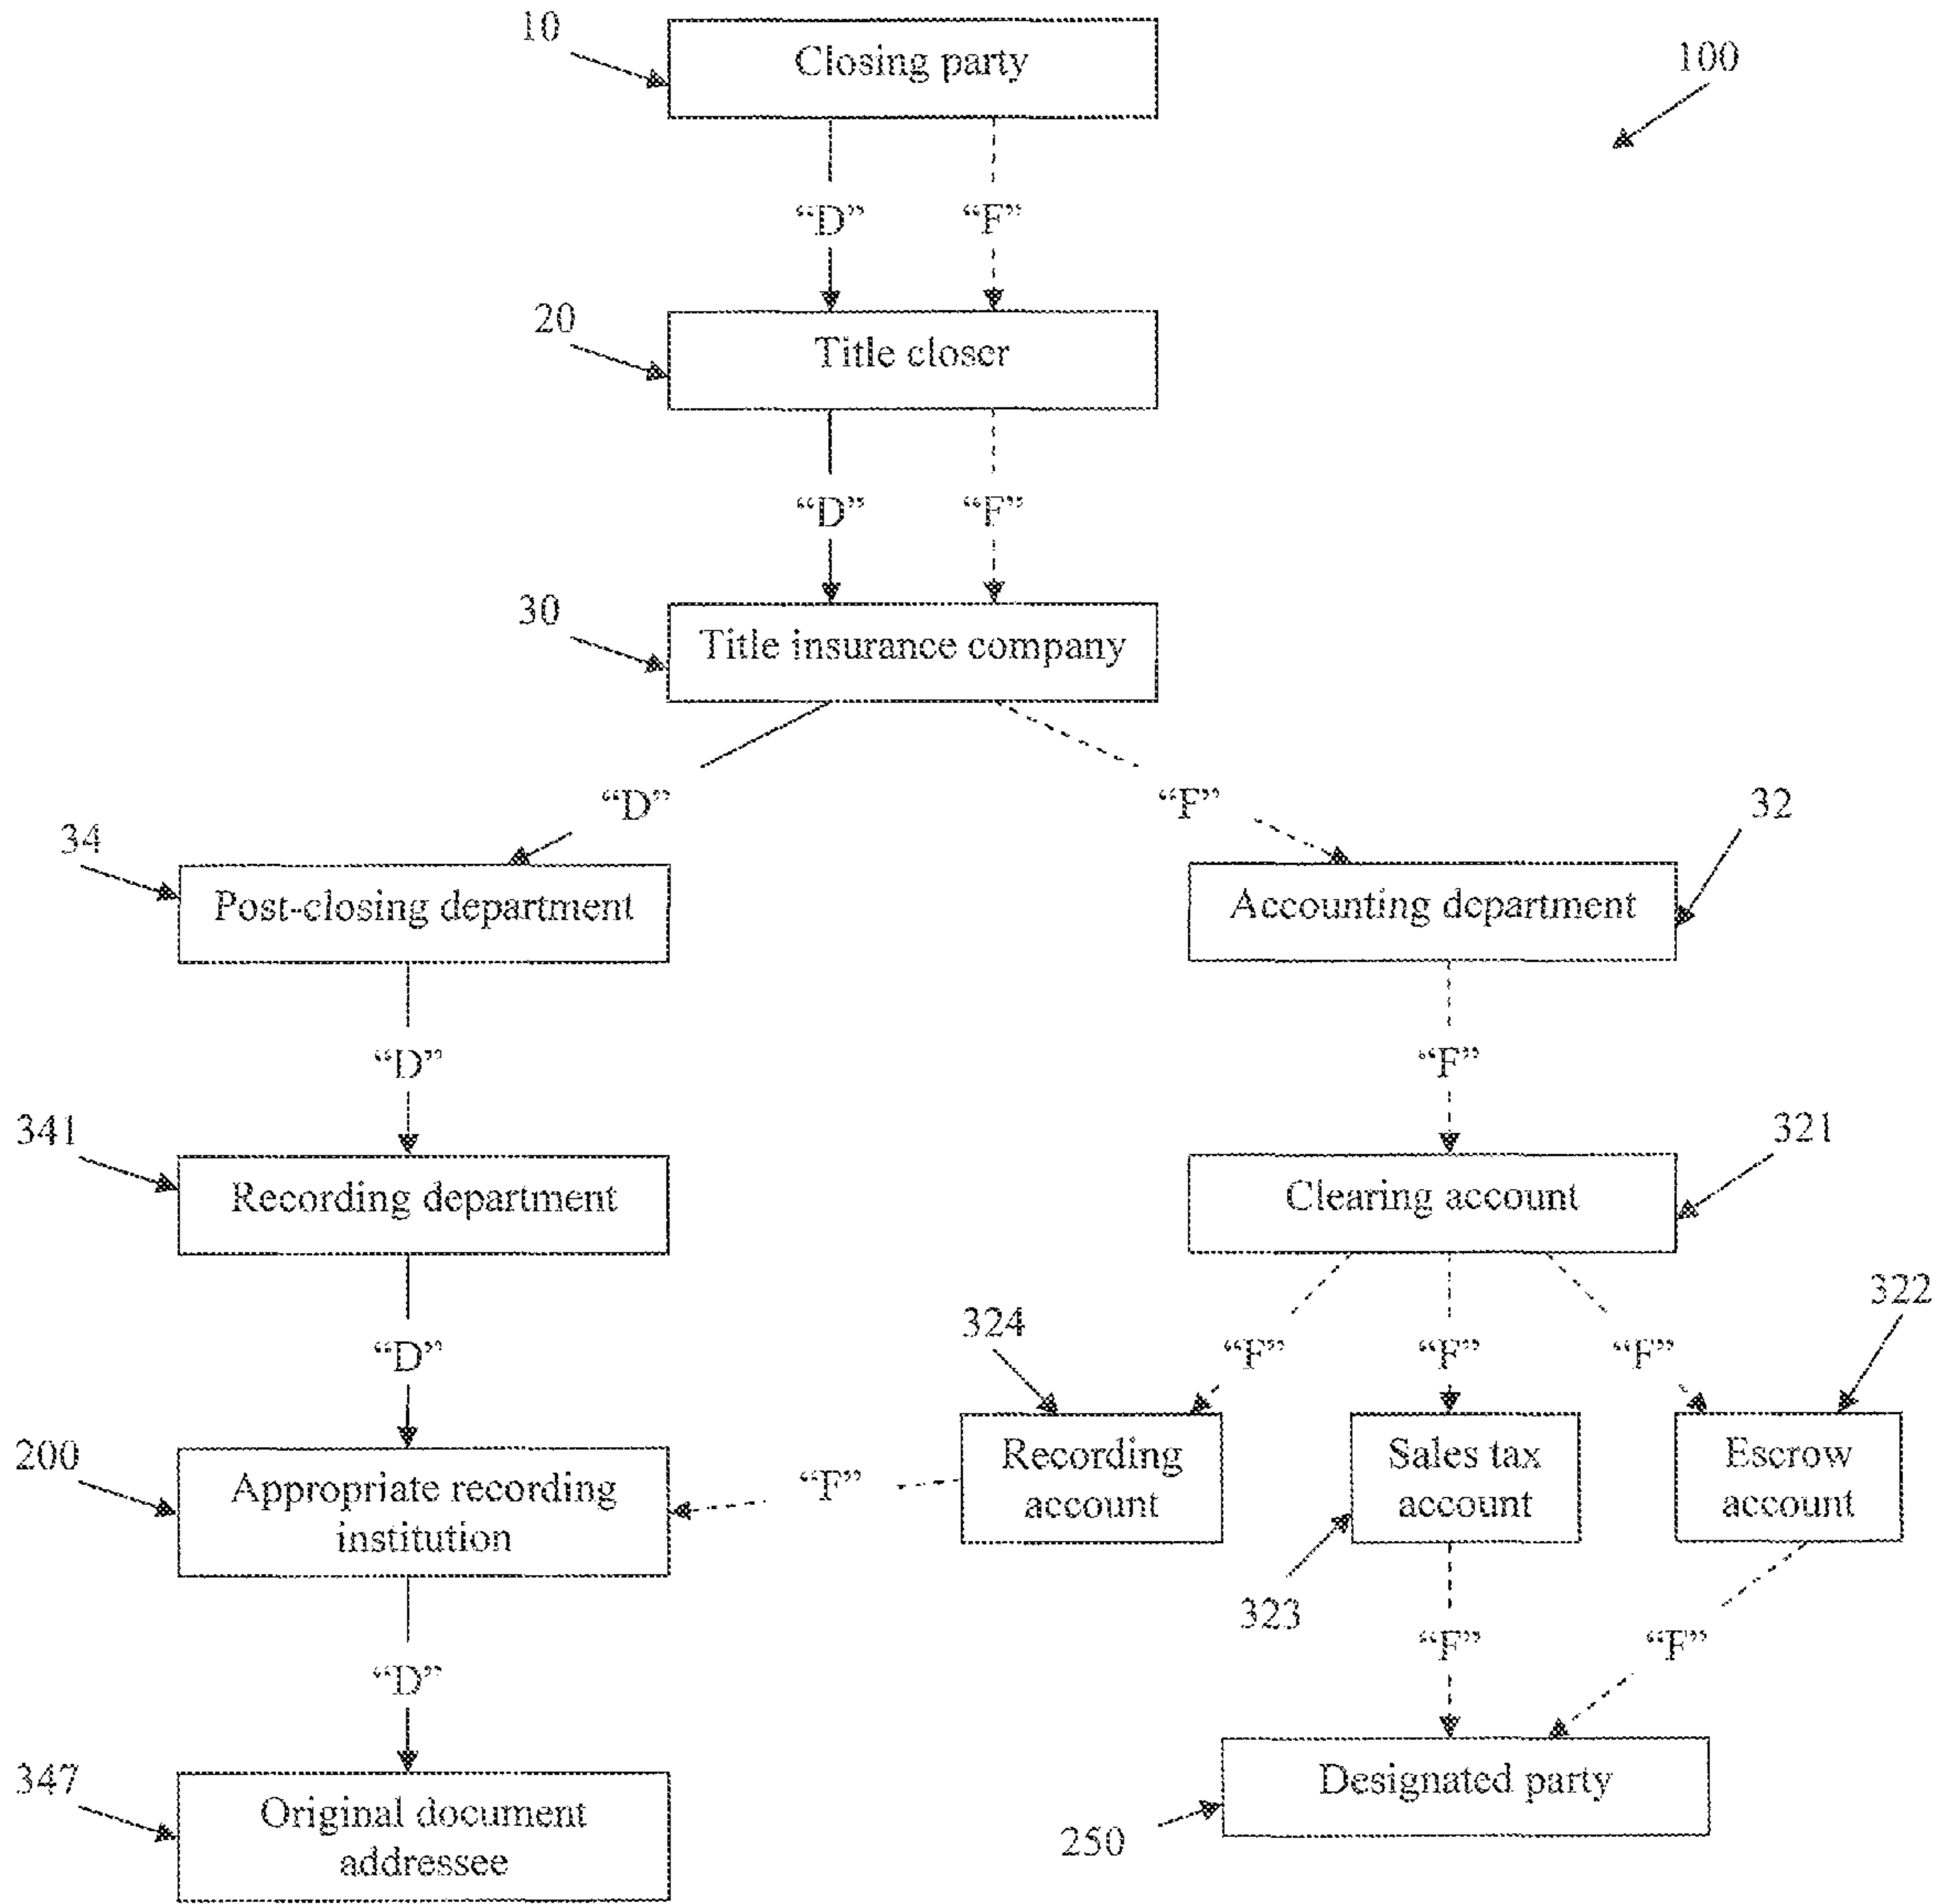 10
Closing party
100
“D” “F”
20
Title closer
“D” “F”
30
Title insurance company
“D” “F”
34
32
Post-closing department
Accounting department
“D” “F”
341
321
Recording department
Clearing account
324
322
“D” “F” “F” “F”
200
Appropriate recording
institution
“F”
Recording
account
Sales tax
account
Escrow
account
323
“D” “F” “F”
347
Original document
addressee
Designated party
250